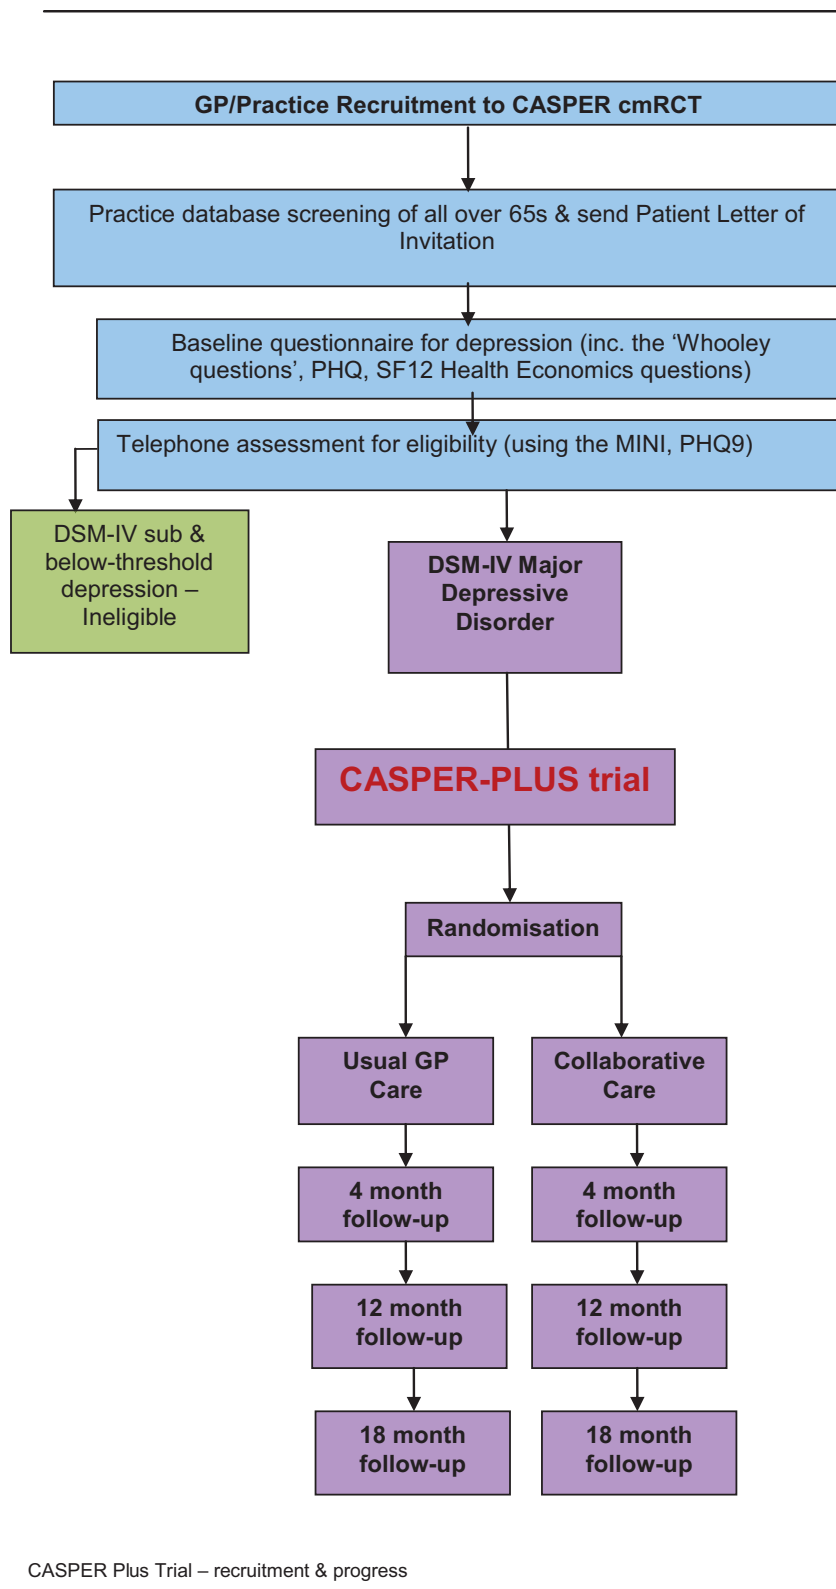 GP/Practice Recruitment to CASPER cmRCT
Practice database screening of all over 65s & send Patient Letter of
Invitation
Baseline questionnaire for depression (inc. the ‘Whooley
questions’, PHQ, SF12 Health Economics questions)
Telephone assessment for eligibility (using the MINI, PHQ9)
DSM-IV sub &
below-threshold
depression –
Ineligible
DSM-IV Major
Depressive
Disorder
CASPER-PLUS trial
Randomisation
Usual GP
Care
Collaborative
Care
4 month
follow-up
4 month
follow-up
12 month
follow-up
12 month
follow-up
18 month
follow-up
18 month
follow-up
CASPER Plus Trial – recruitment & progress